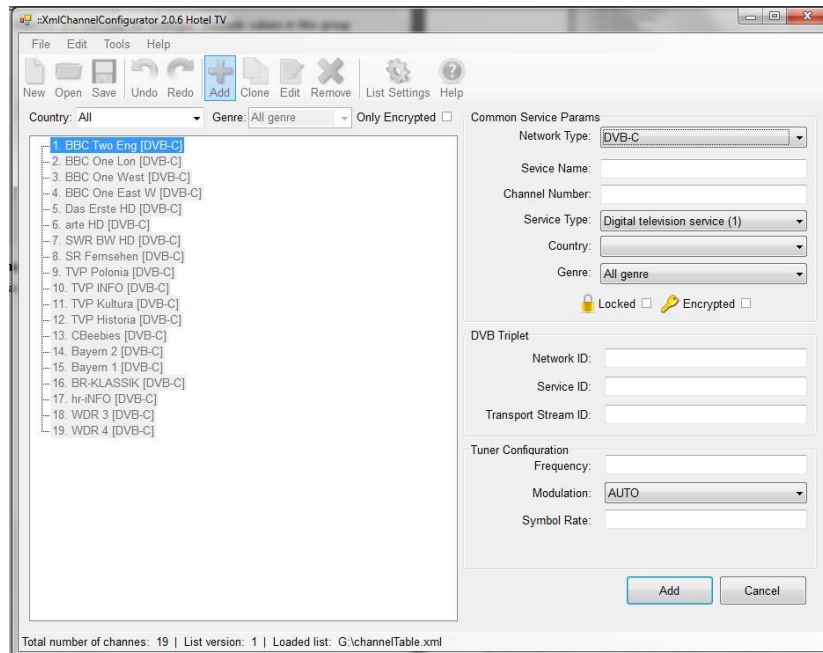 ::XmlChannelConfigurator 2.0.6 Hotel TV
File Edit Tools Help
New Open Save Undo Redo Add Clone Edit Remove List Settings Help
Country: All Genre: All genre Only Encrypted
1. BBC Two Eng [DVB-C]
2. BBC One Lon [DVB-C]
3. BBC One West [DVB-C]
4. BBC One East W [DVB-C]
5. Das Erste HD [DVB-C]
6. arte HD [DVB-C]
7. SWR BW HD [DVB-C]
8. SR Fernsehen [DVB-C]
9. TVP Polonia [DVB-C]
10. TVP INFO [DVB-C]
11. TVP Kultura [DVB-C]
12. TVP Historia [DVB-C]
13. CBeebies [DVB-C]
14. Bayern 2 [DVB-C]
15. Bayern 1 [DVB-C]
16. BR-KLASSIK [DVB-C]
17. hr-iNFO [DVB-C]
18. WDR 3 [DVB-C]
19. WDR 4 [DVB-C]
Common Service Params
Network Type: DVB-C
Sevice Name:
Channel Number:
Service Type: Digital television service (1)
Country:
Genre: All genre
Locked Encrypted
DVB Triplet
Network ID:
Service ID:
Transport Stream ID:
Tuner Configuration
Frequency:
Modulation: AUTO
Symbol Rate:
Add Cancel
Total number of channes: 19 | List version: 1 | Loaded list: G:\channelTable.xml